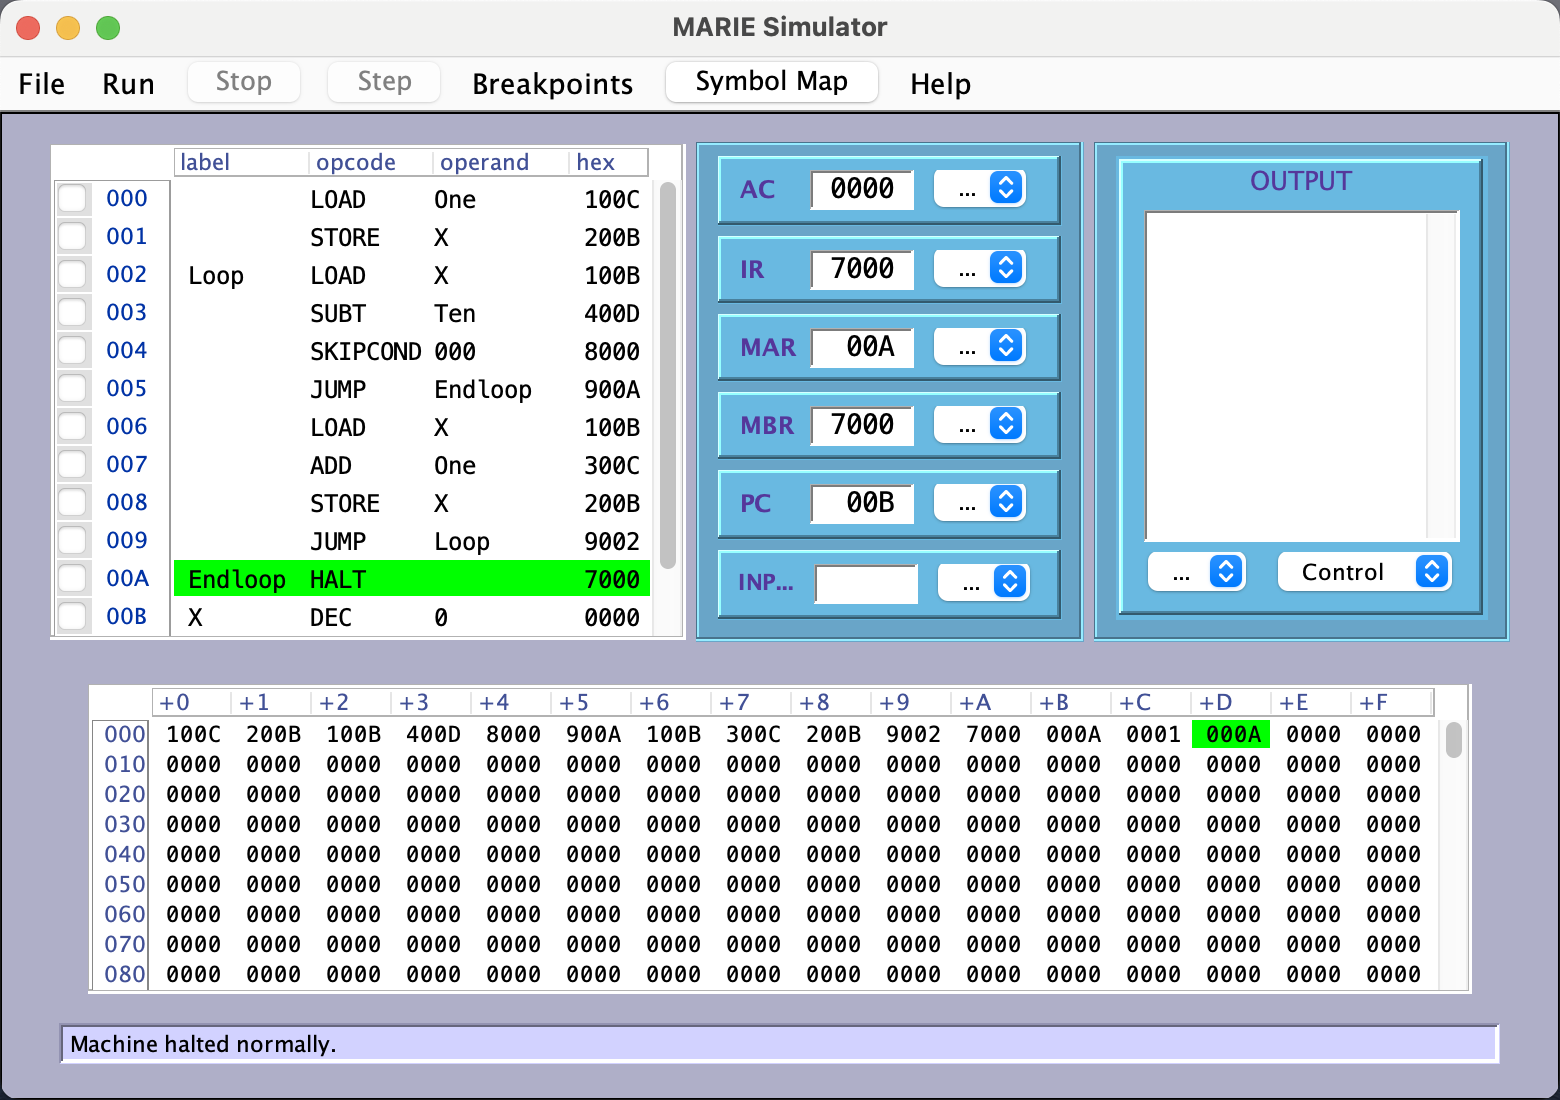 MARIE Simulator
File Run Stop Step Breakpoints Symbol Map Help
label opcode operand hex
000 LOAD One 100C
001 STORE X 200B
002 Loop LOAD X 100B
003 SUBT Ten 400D
004 SKIPCOND 000 8000
005 JUMP Endloop 900A
006 LOAD X 100B
007 ADD One 300C
008 STORE X 200B
009 JUMP Loop 9002
00A Endloop HALT 7000
00B X DEC 0 0000
AC 0000 ...
IR 7000 ...
MAR 00A ...
MBR 7000 ...
PC 00B ...
INP... ...
OUTPUT
... Control
+0 +1 +2 +3 +4 +5 +6 +7 +8 +9 +A +B +C +D +E +F
000 100C 200B 100B 400D 8000 900A 100B 300C 200B 9002 7000 000A 0001 000A 0000 0000
010 0000 0000 0000 0000 0000 0000 0000 0000 0000 0000 0000 0000 0000 0000 0000 0000
020 0000 0000 0000 0000 0000 0000 0000 0000 0000 0000 0000 0000 0000 0000 0000 0000
030 0000 0000 0000 0000 0000 0000 0000 0000 0000 0000 0000 0000 0000 0000 0000 0000
040 0000 0000 0000 0000 0000 0000 0000 0000 0000 0000 0000 0000 0000 0000 0000 0000
050 0000 0000 0000 0000 0000 0000 0000 0000 0000 0000 0000 0000 0000 0000 0000 0000
060 0000 0000 0000 0000 0000 0000 0000 0000 0000 0000 0000 0000 0000 0000 0000 0000
070 0000 0000 0000 0000 0000 0000 0000 0000 0000 0000 0000 0000 0000 0000 0000 0000
080 0000 0000 0000 0000 0000 0000 0000 0000 0000 0000 0000 0000 0000 0000 0000 0000
Machine halted normally.